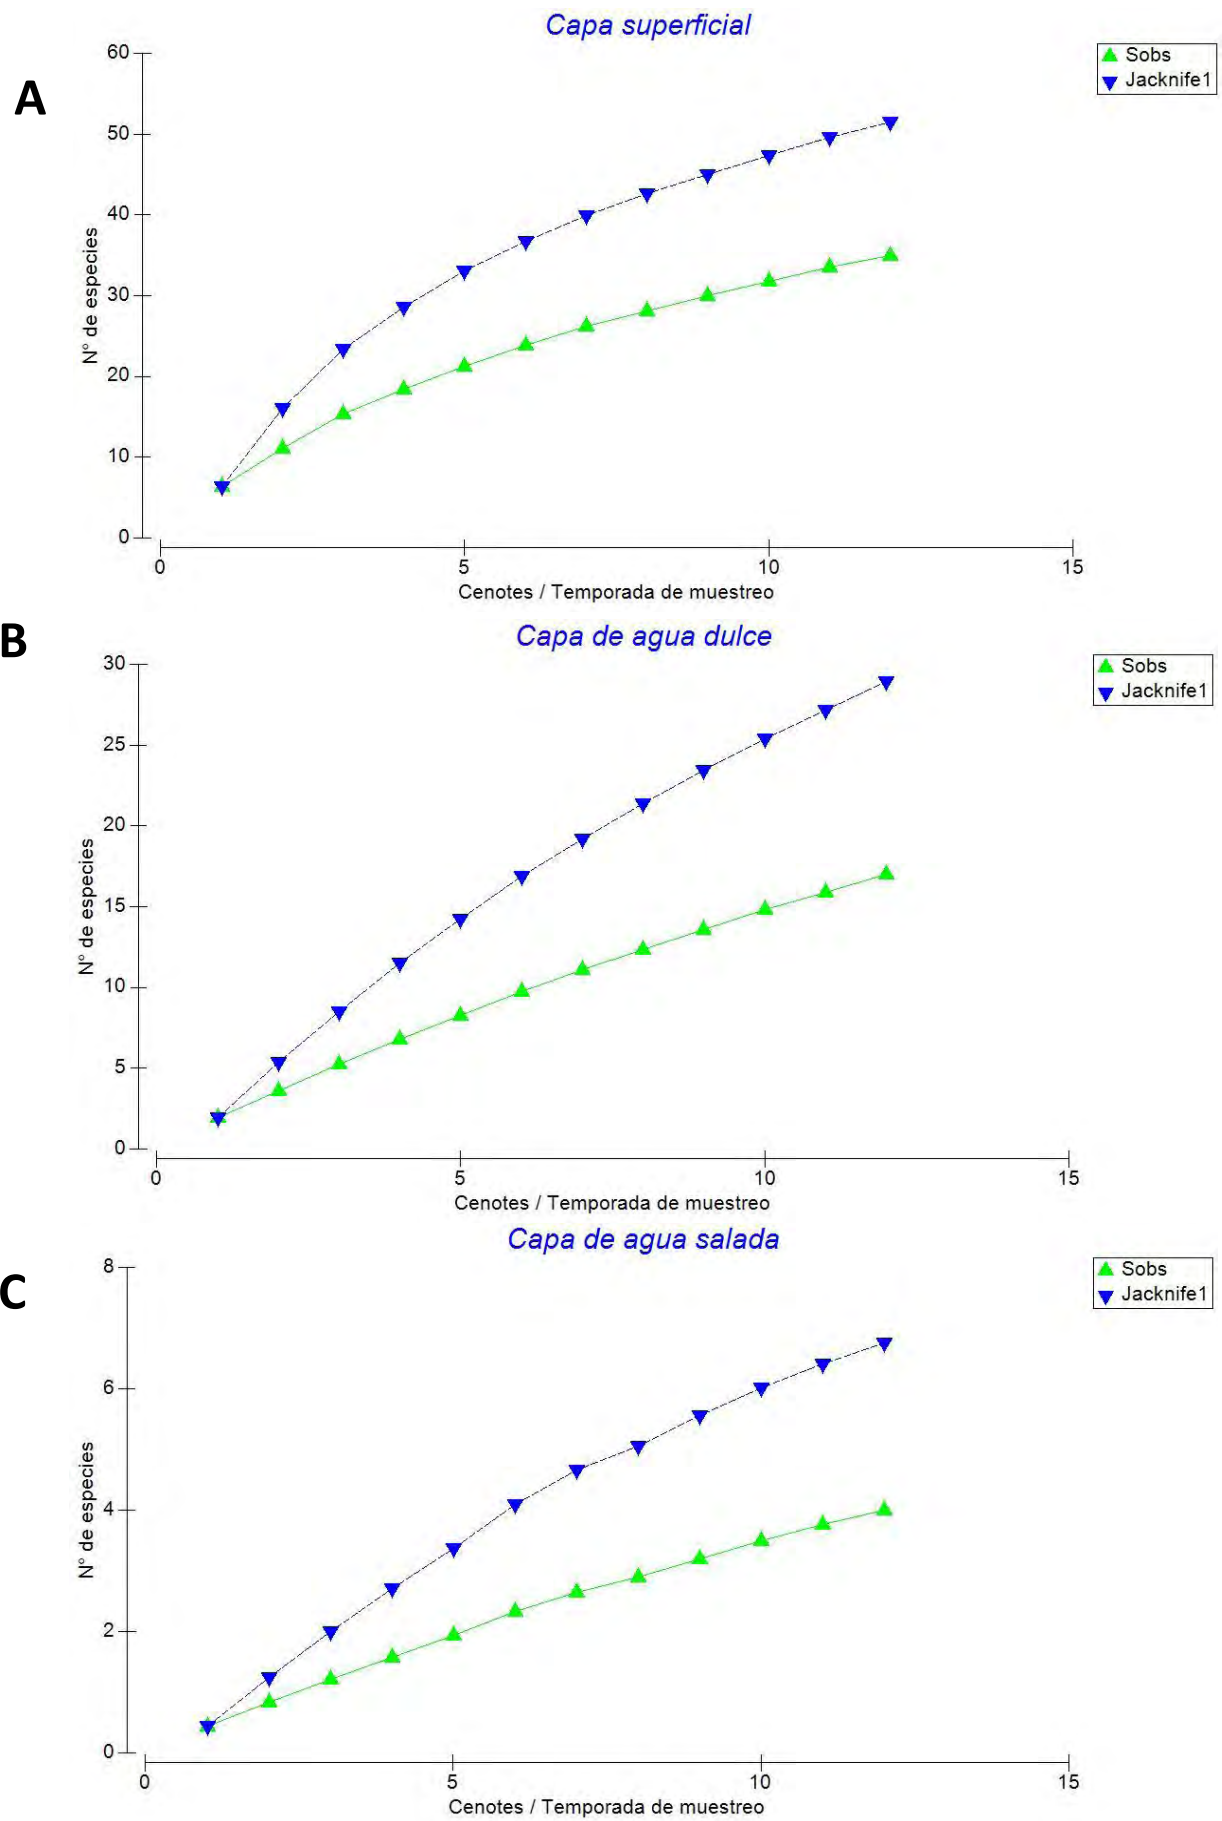 Capa superficial
A
Sobs
Jacknife1
60
50
40
30
20
10
0
N° de especies
0 5 10 15
Cenotes / Temporada de muestreo
B
Capa de agua dulce
Sobs
Jacknife1
30
25
20
15
10
5
0
N° de especies
0 5 10 15
Cenotes / Temporada de muestreo
Capa de agua salada
C
Sobs
Jacknife1
8
6
4
2
0
N° de especies
0 5 10 15
Cenotes / Temporada de muestreo